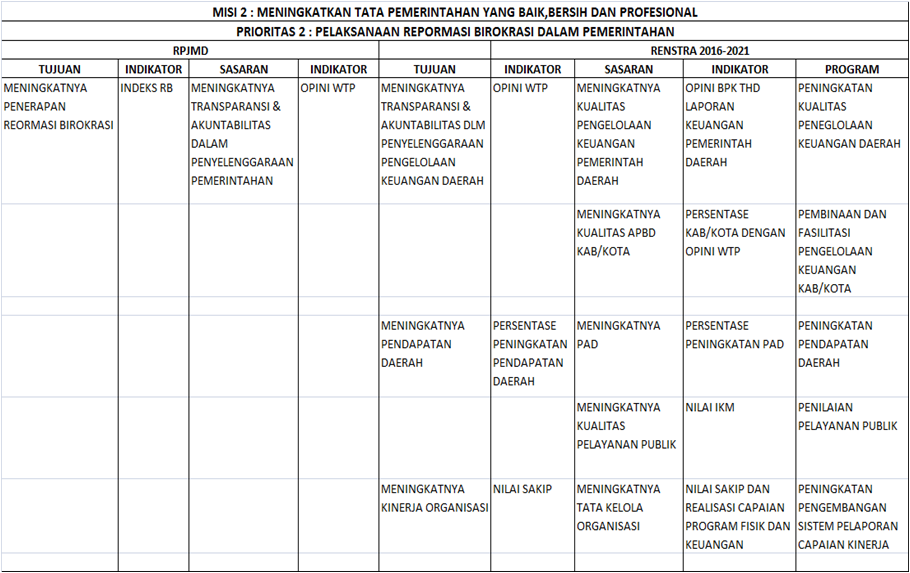 MISI 2 : MENINGKATKAN TATA PEMERINTAHAN YANG BAIK,BERSIH DAN PROFESIONAL
PRIORITAS 2 : PELAKSANAAN REPORMASI BIROKRASI DALAM PEMERINTAHAN
RPJMD RENSTRA 2016-2021
TUJUAN INDIKATOR SASARAN INDIKATOR TUJUAN INDIKATOR SASARAN INDIKATOR PROGRAM
MENINGKATNYA INDEKS RB MENINGKATNYA OPINI WTP MENINGKATNYA OPINI WTP MENINGKATNYA OPINI BPK THD PENINGKATAN
PENERAPAN TRANSPARANSI & TRANSPARANSI & KUALITAS LAPORAN KUALITAS
REORMASI BIROKRASI AKUNTABILITAS AKUNTABILITAS DLM PENGELOLAAN KEUANGAN PENEGLOLAAN
DALAM PENYELENGGARAAN KEUANGAN PEMERINTAH KEUANGAN DAERAH
PENYELENGGARAAN PENGELOLAAN PEMERINTAH DAERAH
PEMERINTAHAN KEUANGAN DAERAH DAERAH
MENINGKATNYA PERSENTASE PEMBINAAN DAN
KUALITAS APBD KAB/KOTA DENGAN FASILITASI
KAB/KOTA OPINI WTP PENGELOLAAN
KEUANGAN
KAB/KOTA
MENINGKATNYA PERSENTASE MENINGKATNYA PERSENTASE PENINGKATAN
PENDAPATAN PENINGKATAN PAD PENINGKATAN PAD PENDAPATAN
DAERAH PENDAPATAN DAERAH
DAERAH
MENINGKATNYA NILAI IKM PENILAIAN
KUALITAS PELAYANAN PUBLIK
PELAYANAN PUBLIK
MENINGKATNYA NILAI SAKIP MENINGKATNYA NILAI SAKIP DAN PENINGKATAN
KINERJA ORGANISASI TATA KELOLA REALISASI CAPAIAN PENGEMBANGAN
ORGANISASI PROGRAM FISIK DAN SISTEM PELAPORAN
KEUANGAN CAPAIAN KINERJA